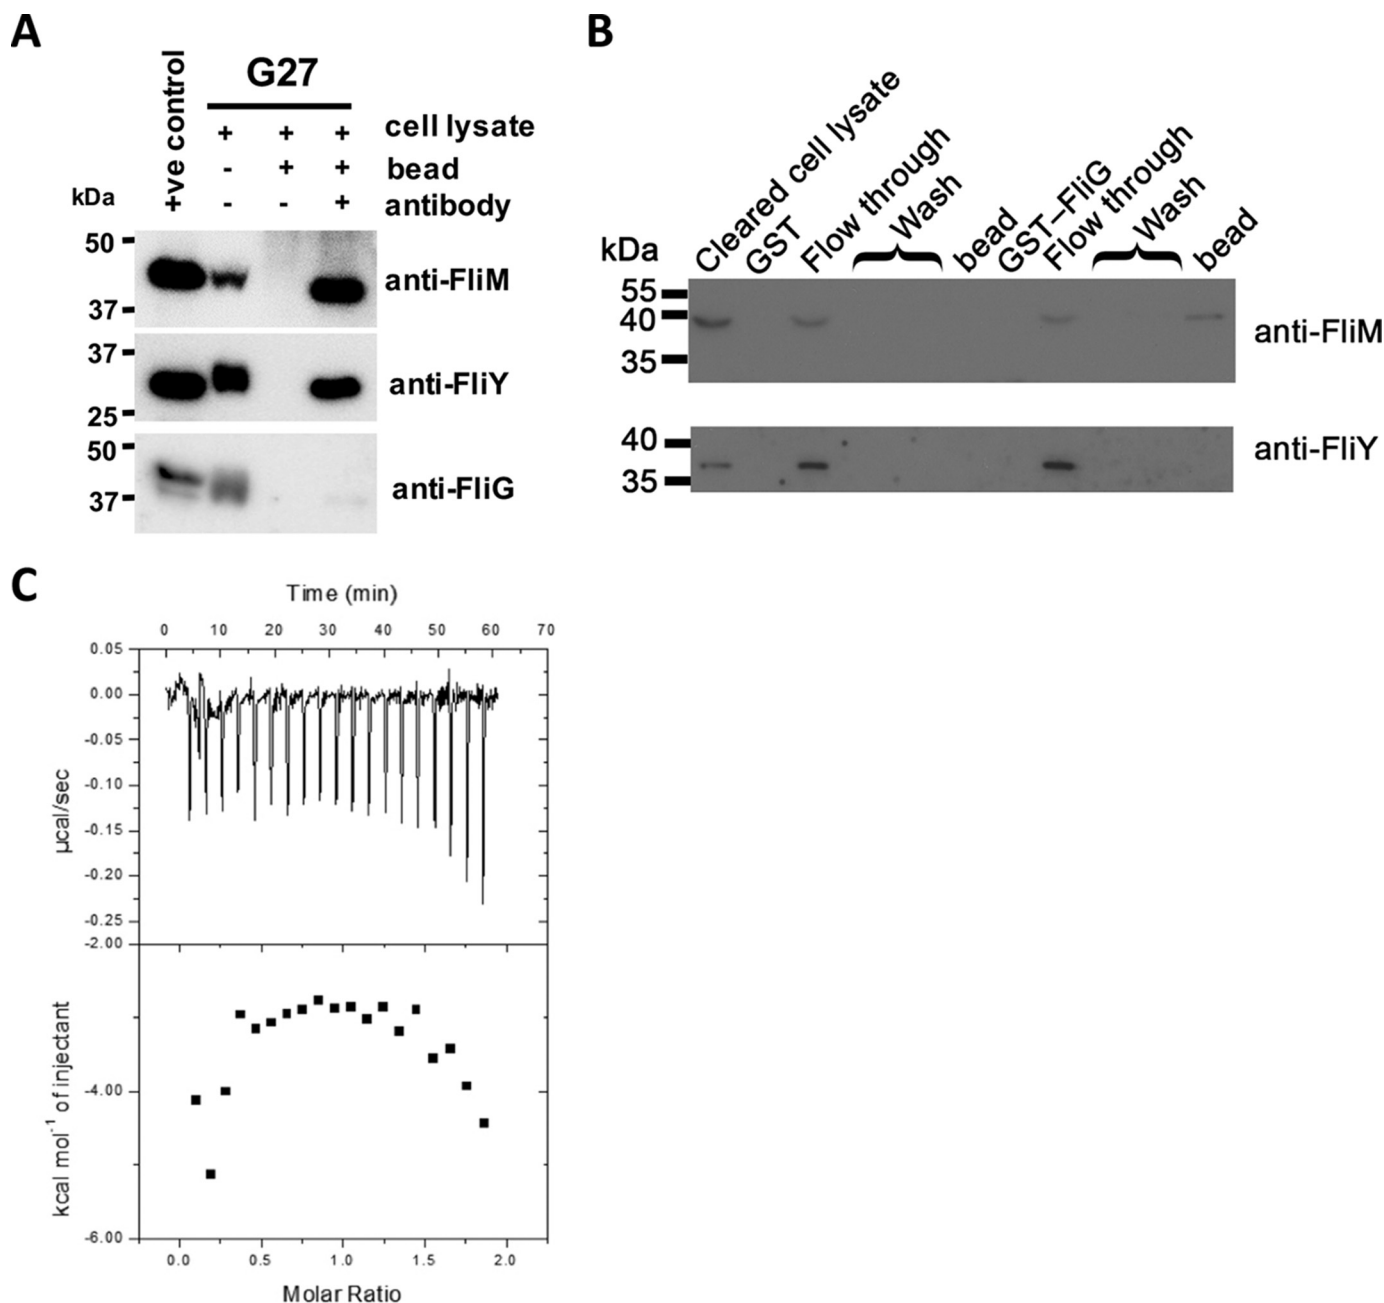 A
+ve control
G27
+ + + cell lysate
- + + bead
- - + antibody
kDa
50
37
anti-FliM
37
25
anti-FliY
50
37
anti-FliG
B
kDa
Cleared cell lysate
GST
Flow through
Wash
bead
GST–FliG
Flow through
Wash
bead
55
40
35
anti-FliM
40
35
anti-FliY
C
Time (min)
0 10 20 30 40 50 60 70
0.05
0.00
-0.05
-0.10
-0.15
-0.20
-0.25
µcal/sec
-2.00
-4.00
-6.00
kcal mol-1 of injectant
0.0 0.5 1.0 1.5 2.0
Molar Ratio